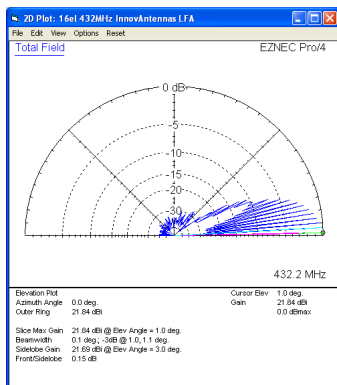 2D Plot: 16el 432MHz InnovAntennas LFA
File Edit View Options Reset
Total Field
EZNEC Pro/4
0 dB
-5
-10
-15
-20
-30
432.2 MHz
Elevation Plot
Cursor Elev 1.0 deg.
Azimuth Angle 0.0 deg.
Gain 21.84 dBi
Outer Ring 21.84 dBi
0.0 dBmax
Slice Max Gain 21.84 dBi @ Elev Angle = 1.0 deg.
Beamwidth 0.1 deg.; -3dB @ 1.0, 1.1 deg.
Sidelobe Gain 21.69 dBi @ Elev Angle = 3.0 deg.
Front/Sidelobe 0.15 dB